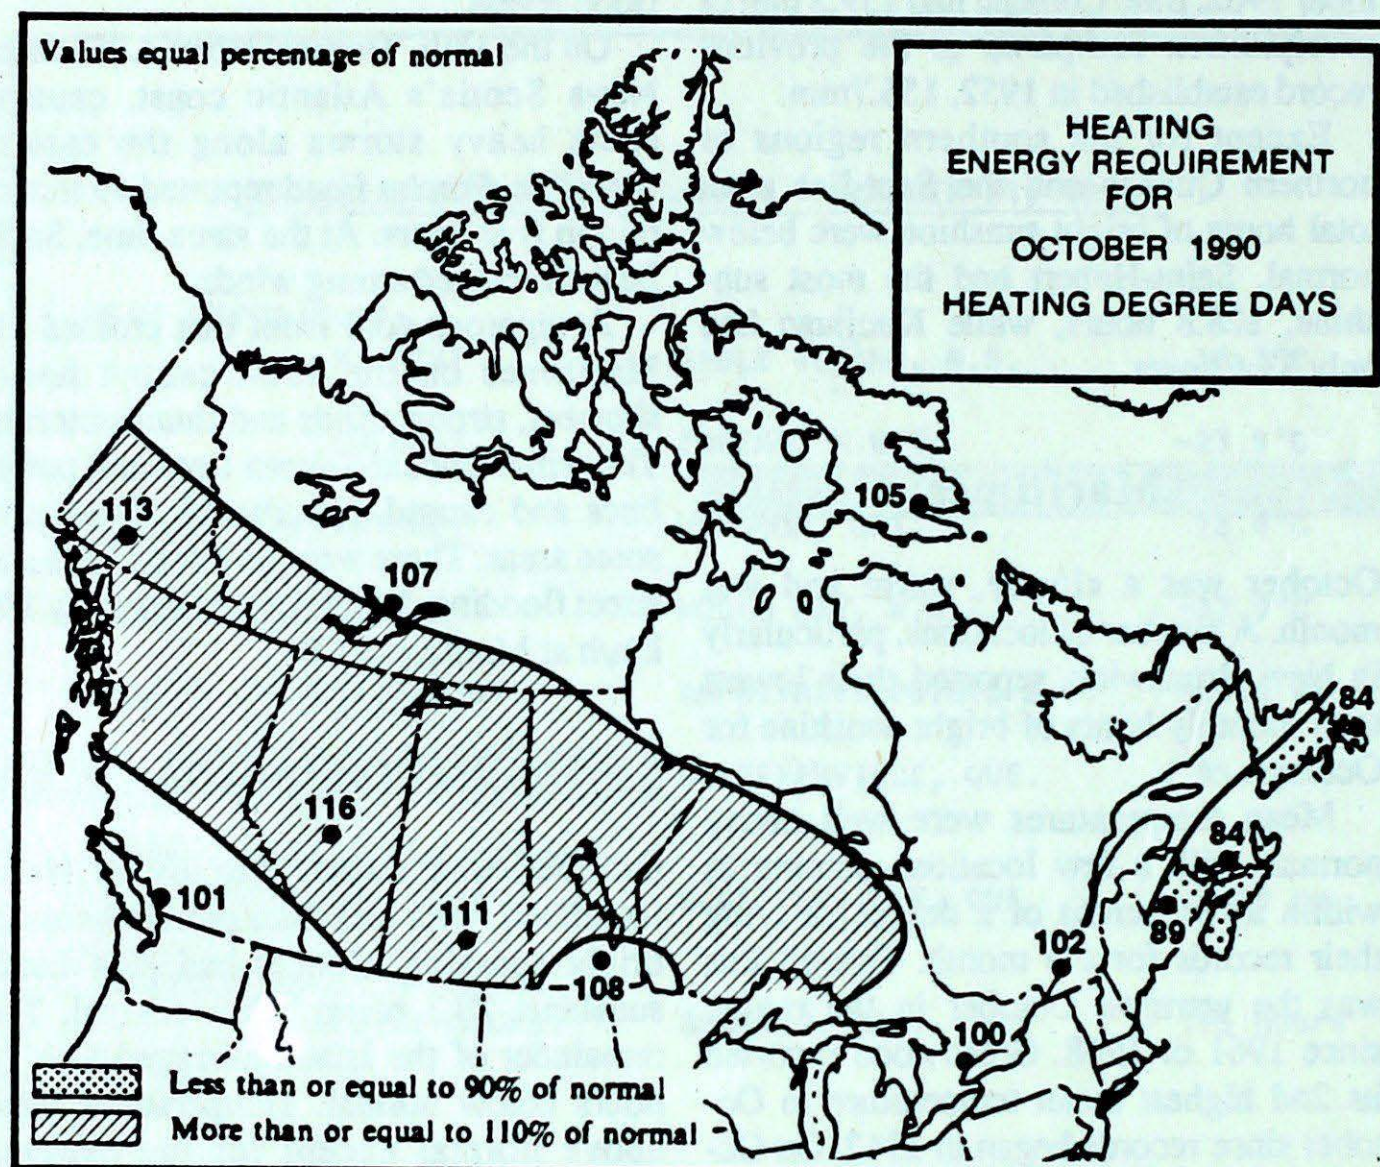 Values equal percentage of normal
HEATING
ENERGY REQUIREMENT
FOR
OCTOBER 1990
HEATING DEGREE DAYS
113
107
105
84
116
84
101
111
89
102
108
100
Less than or equal to 90% of normal
More than or equal to 110% of normal